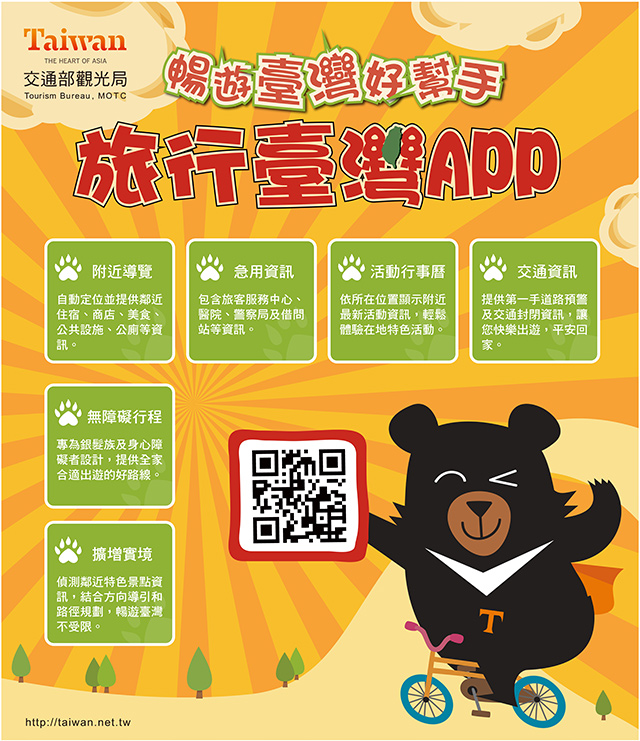 Taiwan
THE HEART OF ASIA
交通部觀光局
Tourism Bureau, MOTC
暢遊臺灣好幫手
旅行臺灣APP
附近導覽
自動定位並提供鄰近
住宿、商店、美食、
公共設施、公廁等資
訊。
急用資訊
包含旅客服務中心、
醫院、警察局及借問
站等資訊。
活動行事曆
依所在位置顯示附近
最新活動資訊，輕鬆
體驗在地特色活動。
交通資訊
提供第一手道路預警
及交通封閉資訊，讓
您快樂出遊，平安回
家。
無障礙行程
專為銀髮族及身心障
礙者設計，提供全家
合適出遊的好路線。
擴增實境
偵測鄰近特色景點資
訊，結合方向導引和
路徑規劃，暢遊臺灣
不受限。
T
http://taiwan.net.tw